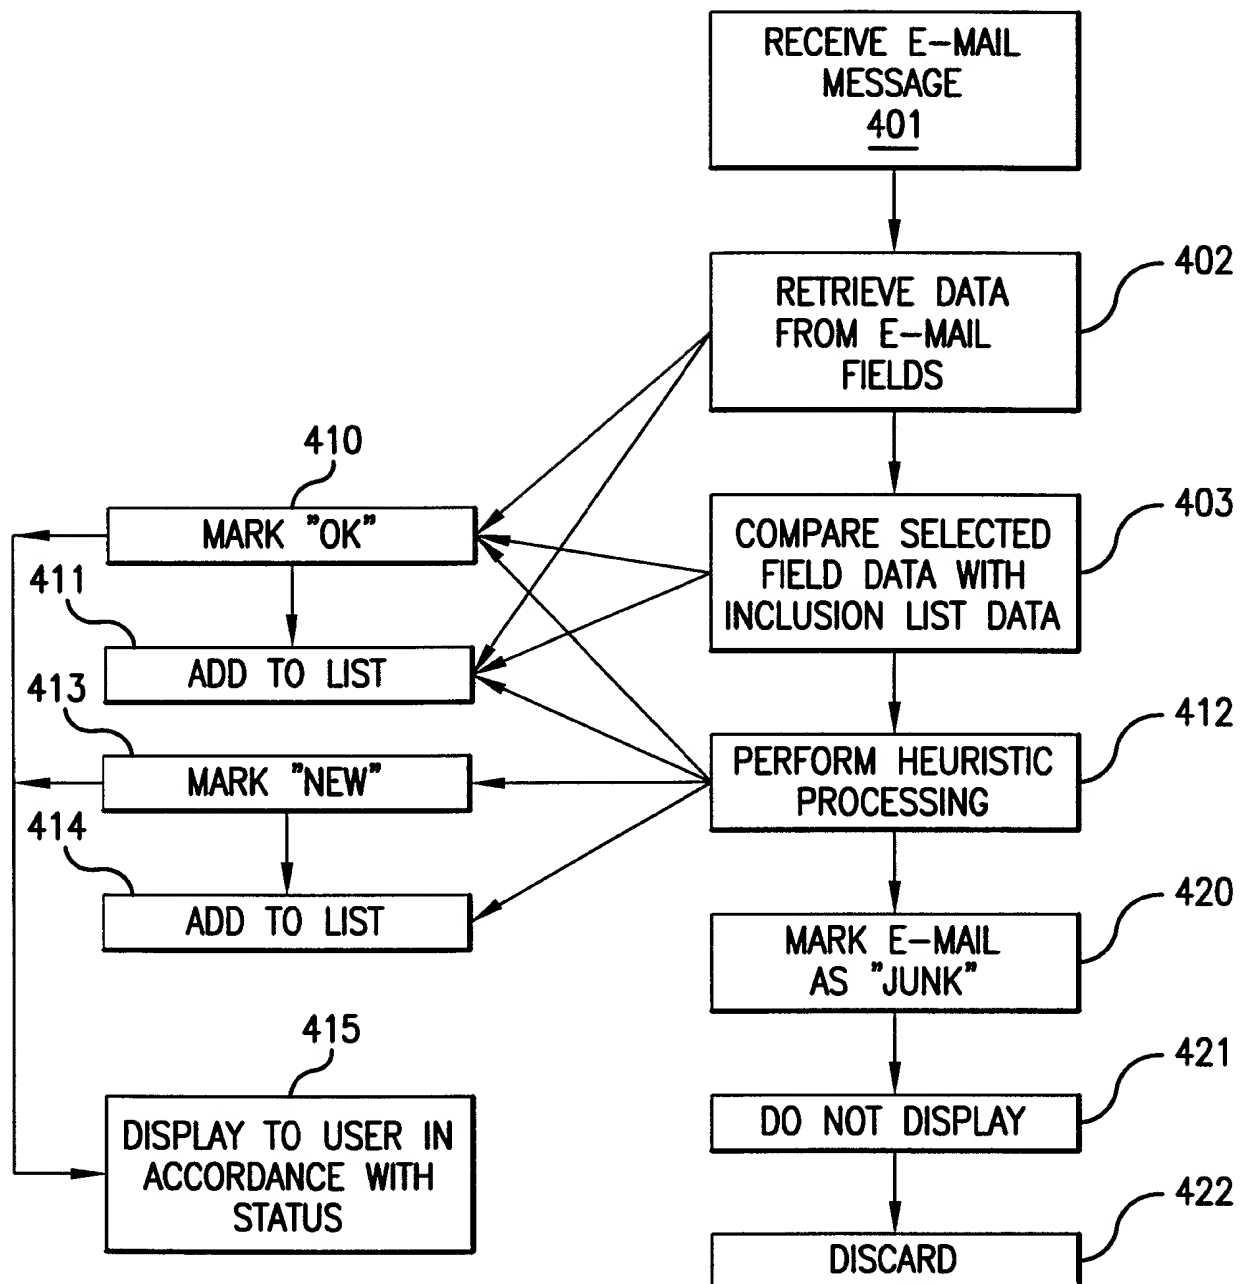 RECEIVE E-MAIL
MESSAGE
401
402
RETRIEVE DATA
FROM E-MAIL
FIELDS
410
MARK "OK"
403
COMPARE SELECTED
FIELD DATA WITH
INCLUSION LIST DATA
411
ADD TO LIST
413
MARK "NEW"
412
PERFORM HEURISTIC
PROCESSING
414
ADD TO LIST
420
MARK E-MAIL
AS "JUNK"
415
DISPLAY TO USER IN
ACCORDANCE WITH
STATUS
421
DO NOT DISPLAY
422
DISCARD